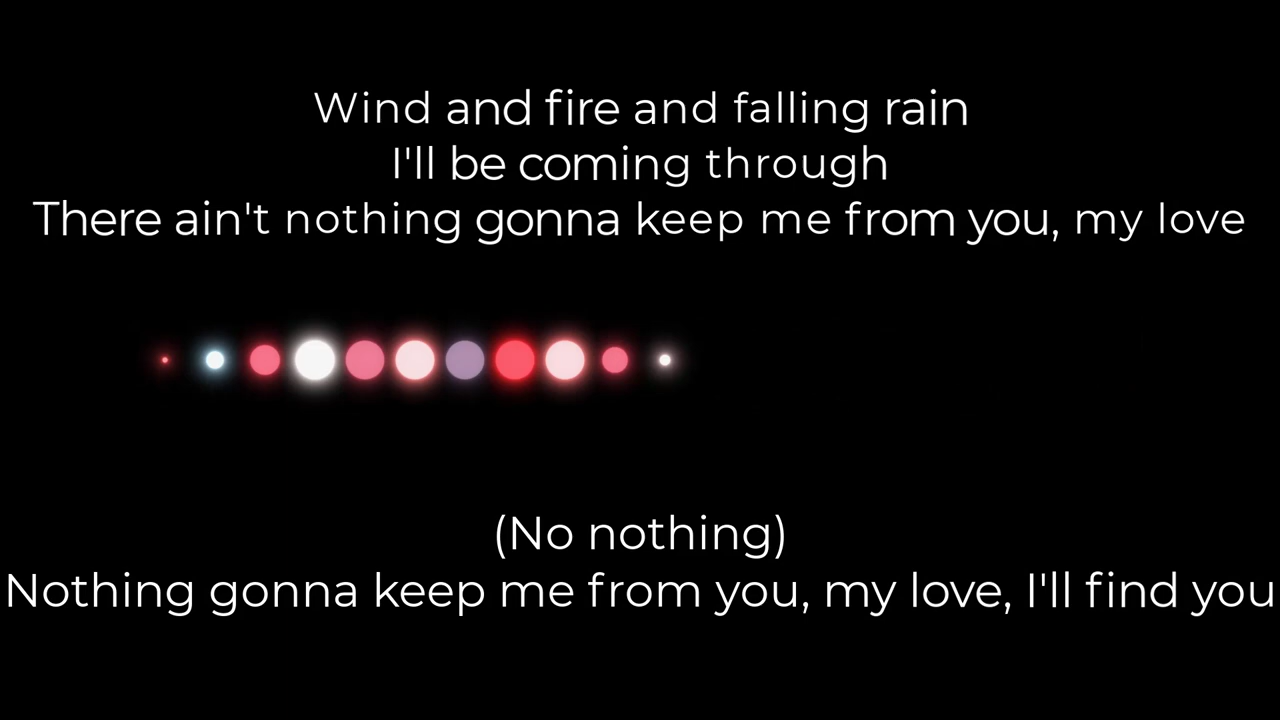 Wind and fire and falling rain
I'll be coming through
There ain't nothing gonna keep me from you, my love
(No nothing)
Nothing gonna keep me from you, my love, I'll find you